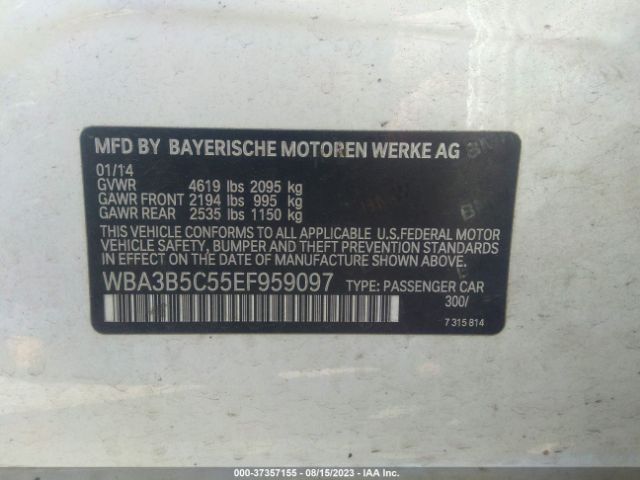 MFD BY BAYERISCHE MOTOREN WERKE AG
01/14
GVWR 4619 lbs 2095 kg
GAWR FRONT 2194 lbs 995 kg
GAWR REAR 2535 lbs 1150 kg
THIS VEHICLE CONFORMS TO ALL APPLICABLE U.S.FEDERAL MOTOR
VEHICLE SAFETY, BUMPER AND THEFT PREVENTION STANDARDS
IN EFFECT ON THE DATE OF MANUFACTURE SHOWN ABOVE.
WBA3B5C55EF959097 TYPE: PASSENGER CAR
300/
7 315 814
000-37357155 - 08/15/2023 - IAA Inc.